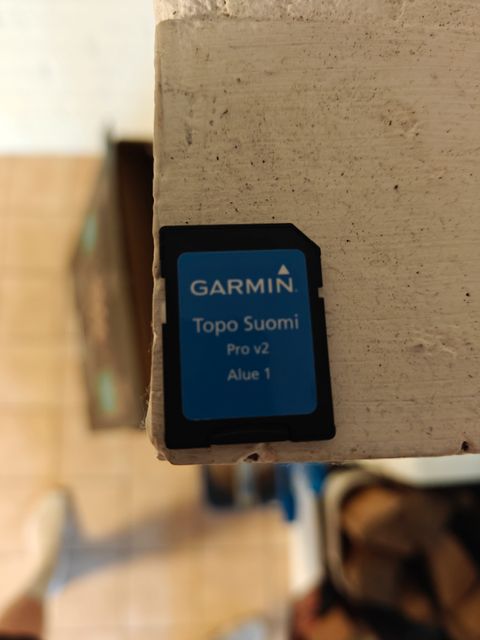 GARMIN
Topo Suomi
Pro v2
Alue 1